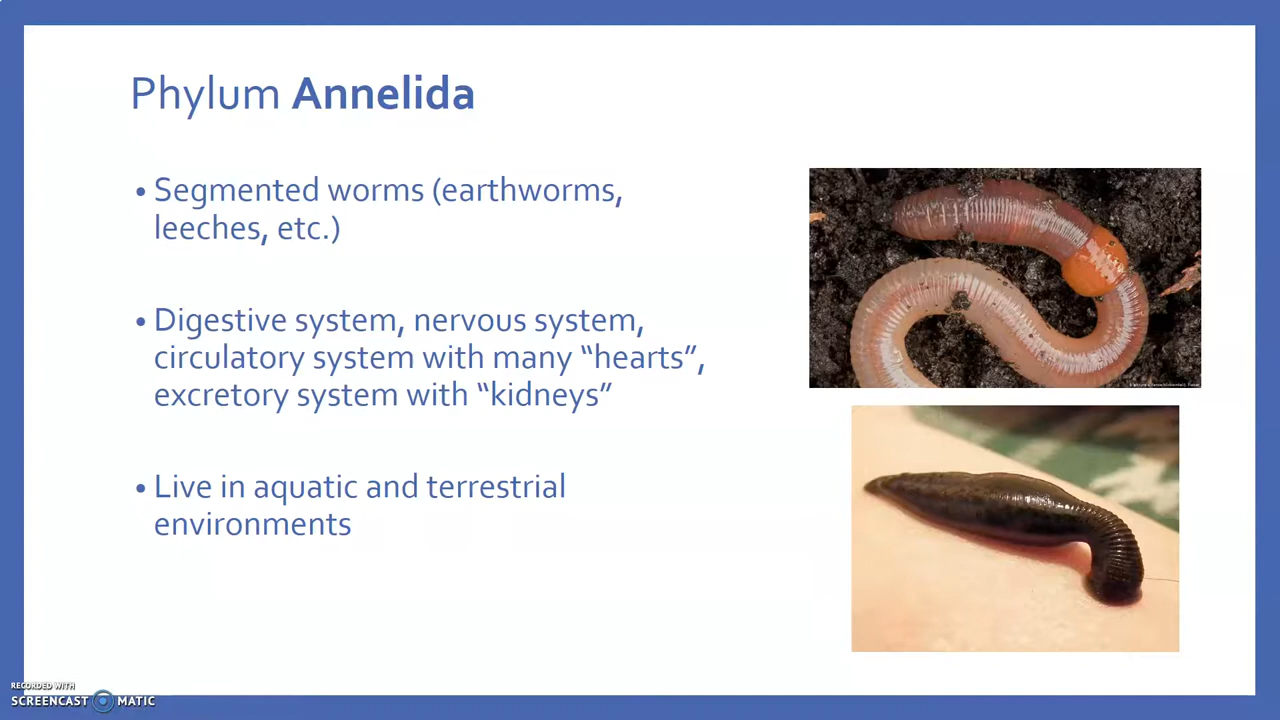 Phylum Annelida
• Segmented worms (earthworms,
leeches, etc.)
• Digestive system, nervous system,
circulatory system with many “hearts”,
excretory system with “kidneys”
• Live in aquatic and terrestrial
environments
RECORDED WITH
SCREENCAST MATIC